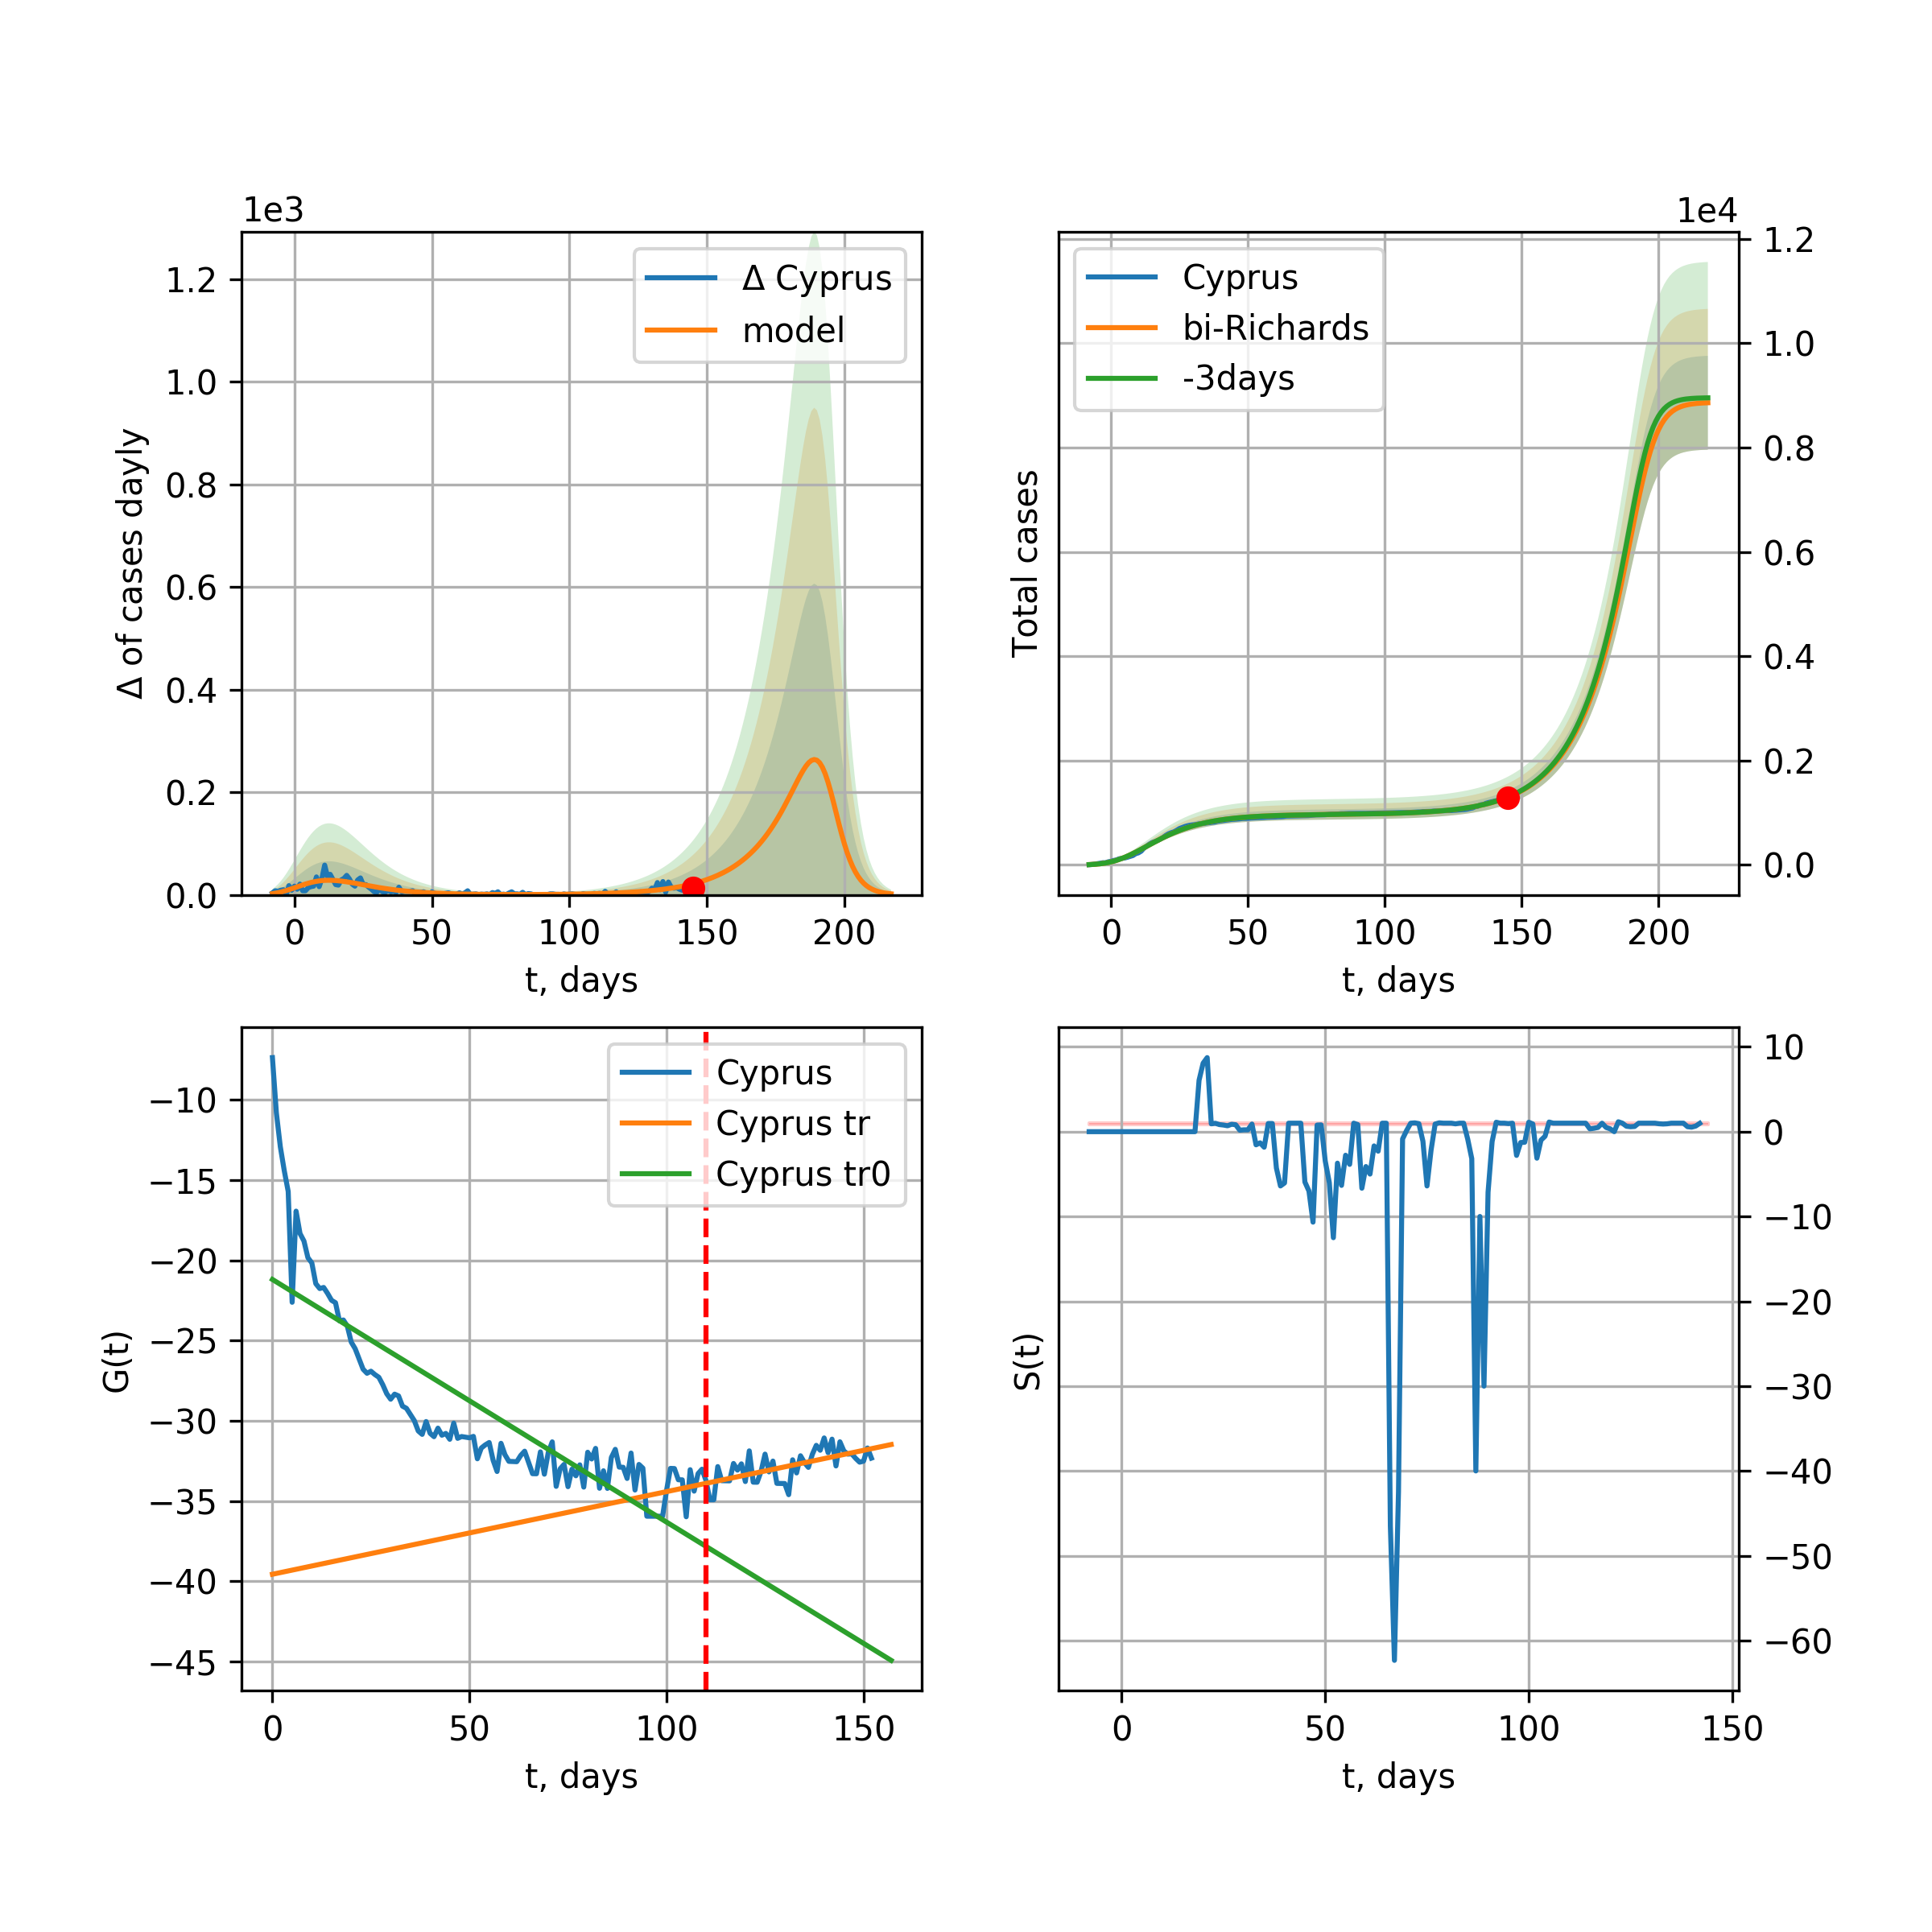 1e3
1.2
1.0
0.8
0.6
0.4
0.2
0.0
Δ of cases dayly
Δ Cyprus
model
0 50 100 150 200
t, days
1e4
1.2
1.0
0.8
0.6
0.4
0.2
0.0
Total cases
Cyprus
bi-Richards
-3days
0 50 100 150 200
t, days
−10
−15
−20
−25
−30
−35
−40
−45
G(t)
Cyprus
Cyprus tr
Cyprus tr0
0 50 100 150
t, days
10
0
−10
−20
−30
−40
−50
−60
S(t)
0 50 100 150
t, days